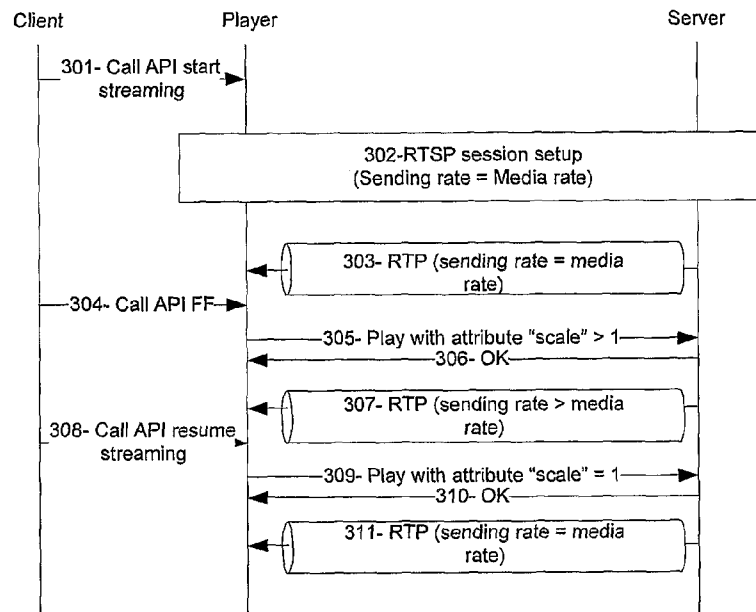 Client
Player
Server
301- Call API start
streaming
302-RTSP session setup
(Sending rate = Media rate)
303- RTP (sending rate = media
rate)
304- Call API FF
305- Play with attribute "scale" > 1
306- OK
307- RTP (sending rate > media
rate)
308- Call API resume
streaming
309- Play with attribute "scale" = 1
310- OK
311- RTP (sending rate = media
rate)